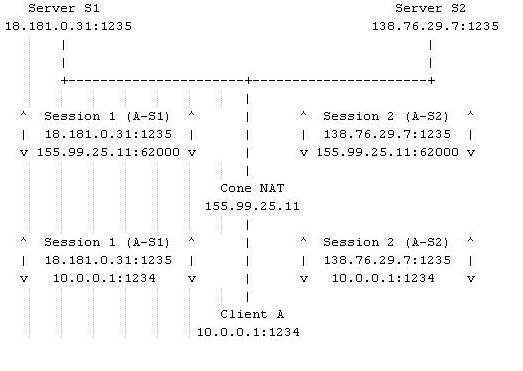 Server S1 Server S2
18.181.0.31:1235 138.76.29.7:1235
| |
| |
+----------------------+----------------------+
|
^ Session 1 (A-S1) ^ | ^ Session 2 (A-S2) ^
| 18.181.0.31:1235 | | | 138.76.29.7:1235 |
v 155.99.25.11:62000 v | v 155.99.25.11:62000 v
|
Cone NAT
155.99.25.11
|
^ Session 1 (A-S1) ^ | ^ Session 2 (A-S2) ^
| 18.181.0.31:1235 | | | 138.76.29.7:1235 |
v 10.0.0.1:1234 v | v 10.0.0.1:1234 v
|
Client A
10.0.0.1:1234